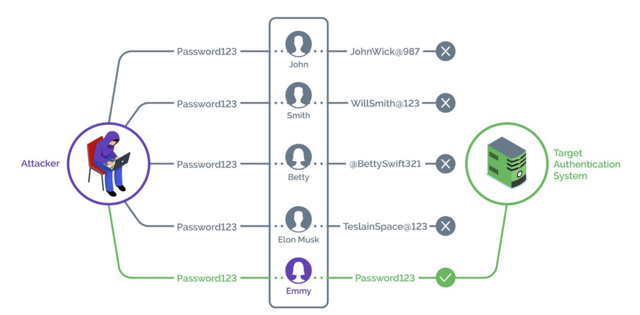 Password123
John
JohnWick@987
Password123
Smith
WillSmith@123
Attacker
Password123
Betty
@BettySwift321
Target
Authentication
System
Password123
Elon Musk
TeslainSpace@123
Password123
Emmy
Password123